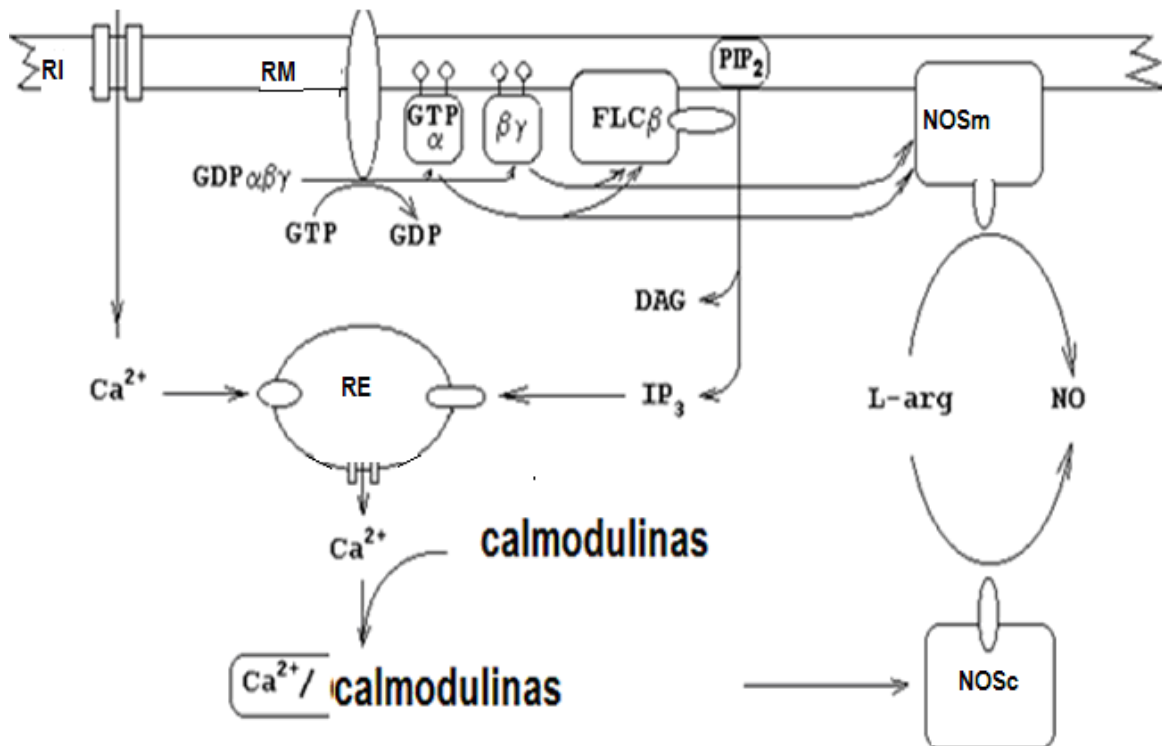 RI
RM
GTP
α
βγ
FLCβ
PIP₂
NOSm
GDPαβγ
GTP
GDP
DAG
Ca²⁺
RE
IP₃
L-arg
NO
Ca²⁺
calmodulinas
Ca²⁺/
calmodulinas
NOSc